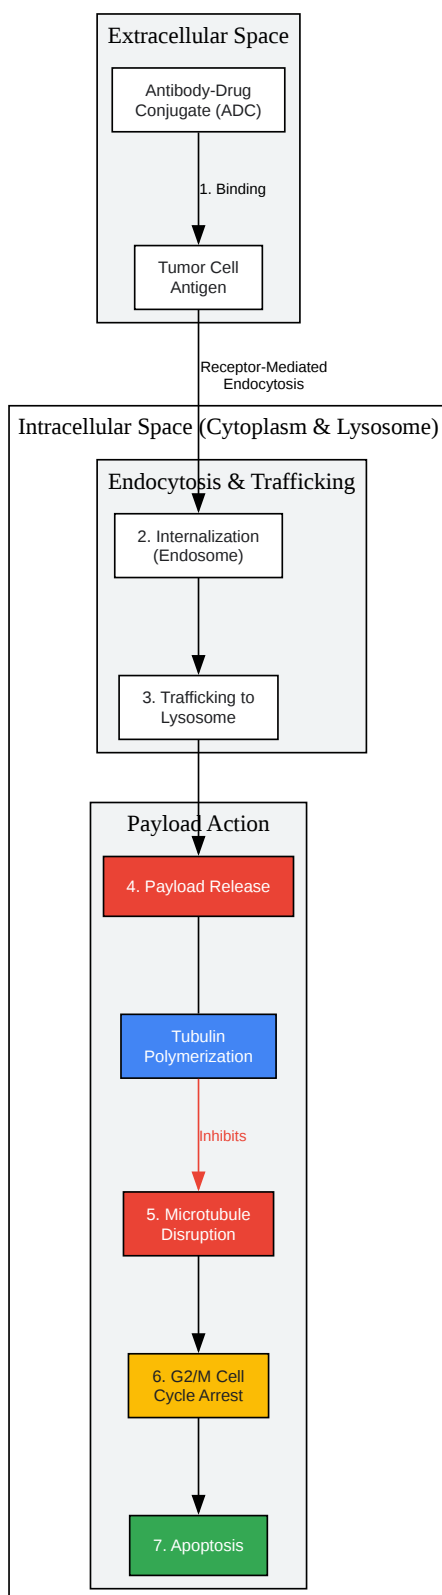 Extracellular Space
Antibody-Drug
Conjugate (ADC)
1. Binding
Tumor Cell
Antigen
Receptor-Mediated
Endocytosis
Intracellular Space (Cytoplasm & Lysosome)
Endocytosis & Trafficking
2. Internalization
(Endosome)
3. Trafficking to
Lysosome
Payload Action
4. Payload Release
Tubulin
Polymerization
Inhibits
5. Microtubule
Disruption
6. G2/M Cell
Cycle Arrest
7. Apoptosis